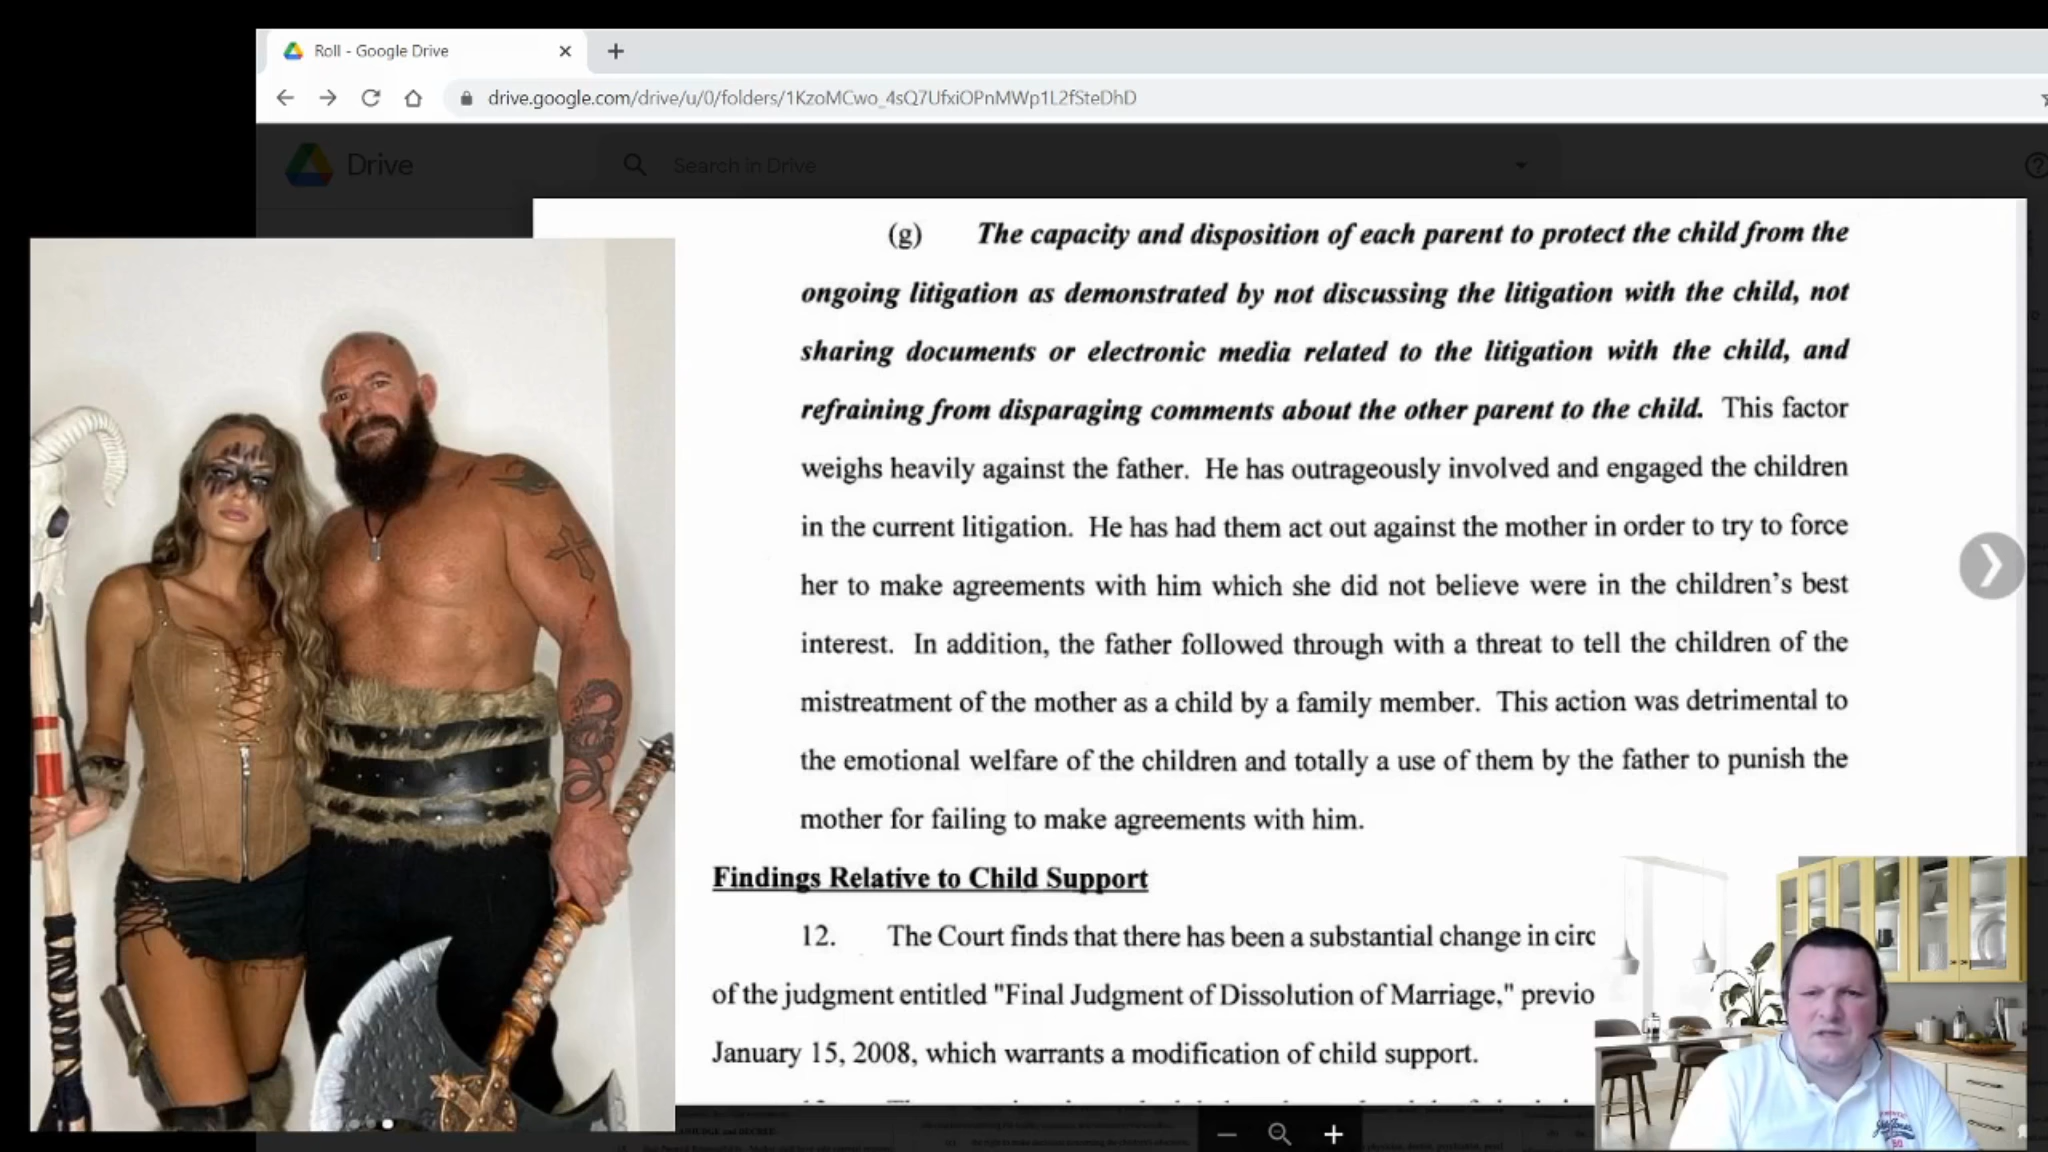 Roll - Google Drive
drive.google.com/drive/u/0/folders/1KzoMCwo_4sQ7UfxiOPnMWp1L2fSteDhD
Drive
Search in Drive
(g) The capacity and disposition of each parent to protect the child from the
ongoing litigation as demonstrated by not discussing the litigation with the child, not
sharing documents or electronic media related to the litigation with the child, and
refraining from disparaging comments about the other parent to the child. This factor
weighs heavily against the father. He has outrageously involved and engaged the children
in the current litigation. He has had them act out against the mother in order to try to force
her to make agreements with him which she did not believe were in the children's best
interest. In addition, the father followed through with a threat to tell the children of the
mistreatment of the mother as a child by a family member. This action was detrimental to
the emotional welfare of the children and totally a use of them by the father to punish the
mother for failing to make agreements with him.
Findings Relative to Child Support
12. The Court finds that there has been a substantial change in circ
of the judgment entitled "Final Judgment of Dissolution of Marriage," previo
January 15, 2008, which warrants a modification of child support.